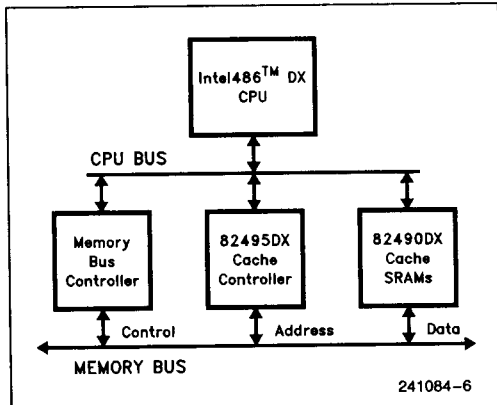 Intel486™ DX
CPU
CPU BUS
Memory
Bus
Controller
82495DX
Cache
Controller
82490DX
Cache
SRAMs
Control
Address
Data
MEMORY BUS
241084-6